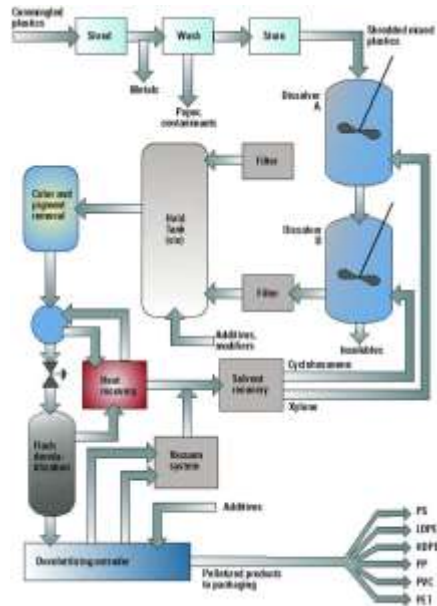 Commingled
plastics
Shred
Wash
Store
Shredded mixed
plastics
Metals
Paper,
contaminants
Dissolver
A
Filter
Color and
pigment
removal
Hold
Tank
Dissolver
B
Filter
Additives,
modifiers
Insolubles
Cyclohexanone
Heat
recovery
Solvent
recovery
Xylene
Flash
devola-
tilization
Vacuum
system
Additives
Devolatilizing extruder
Pelletized products
to packaging
PS
LDPE
HDPE
PP
PVC
PET